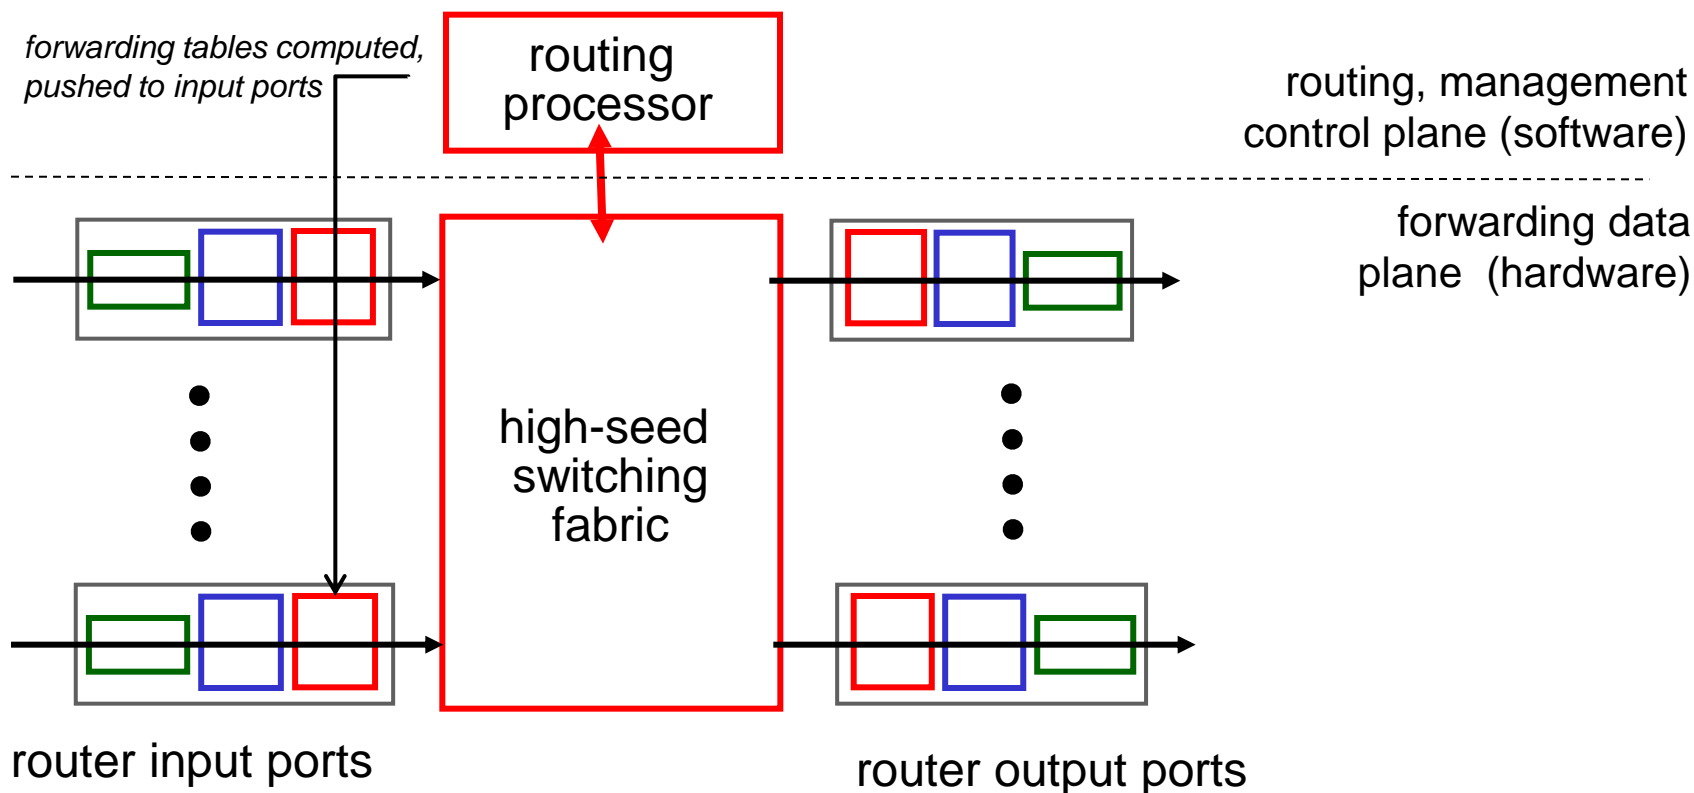 forwarding tables computed,
pushed to input ports
routing
processor
routing, management
control plane (software)
forwarding data
plane (hardware)
high-seed
switching
fabric
router input ports
router output ports